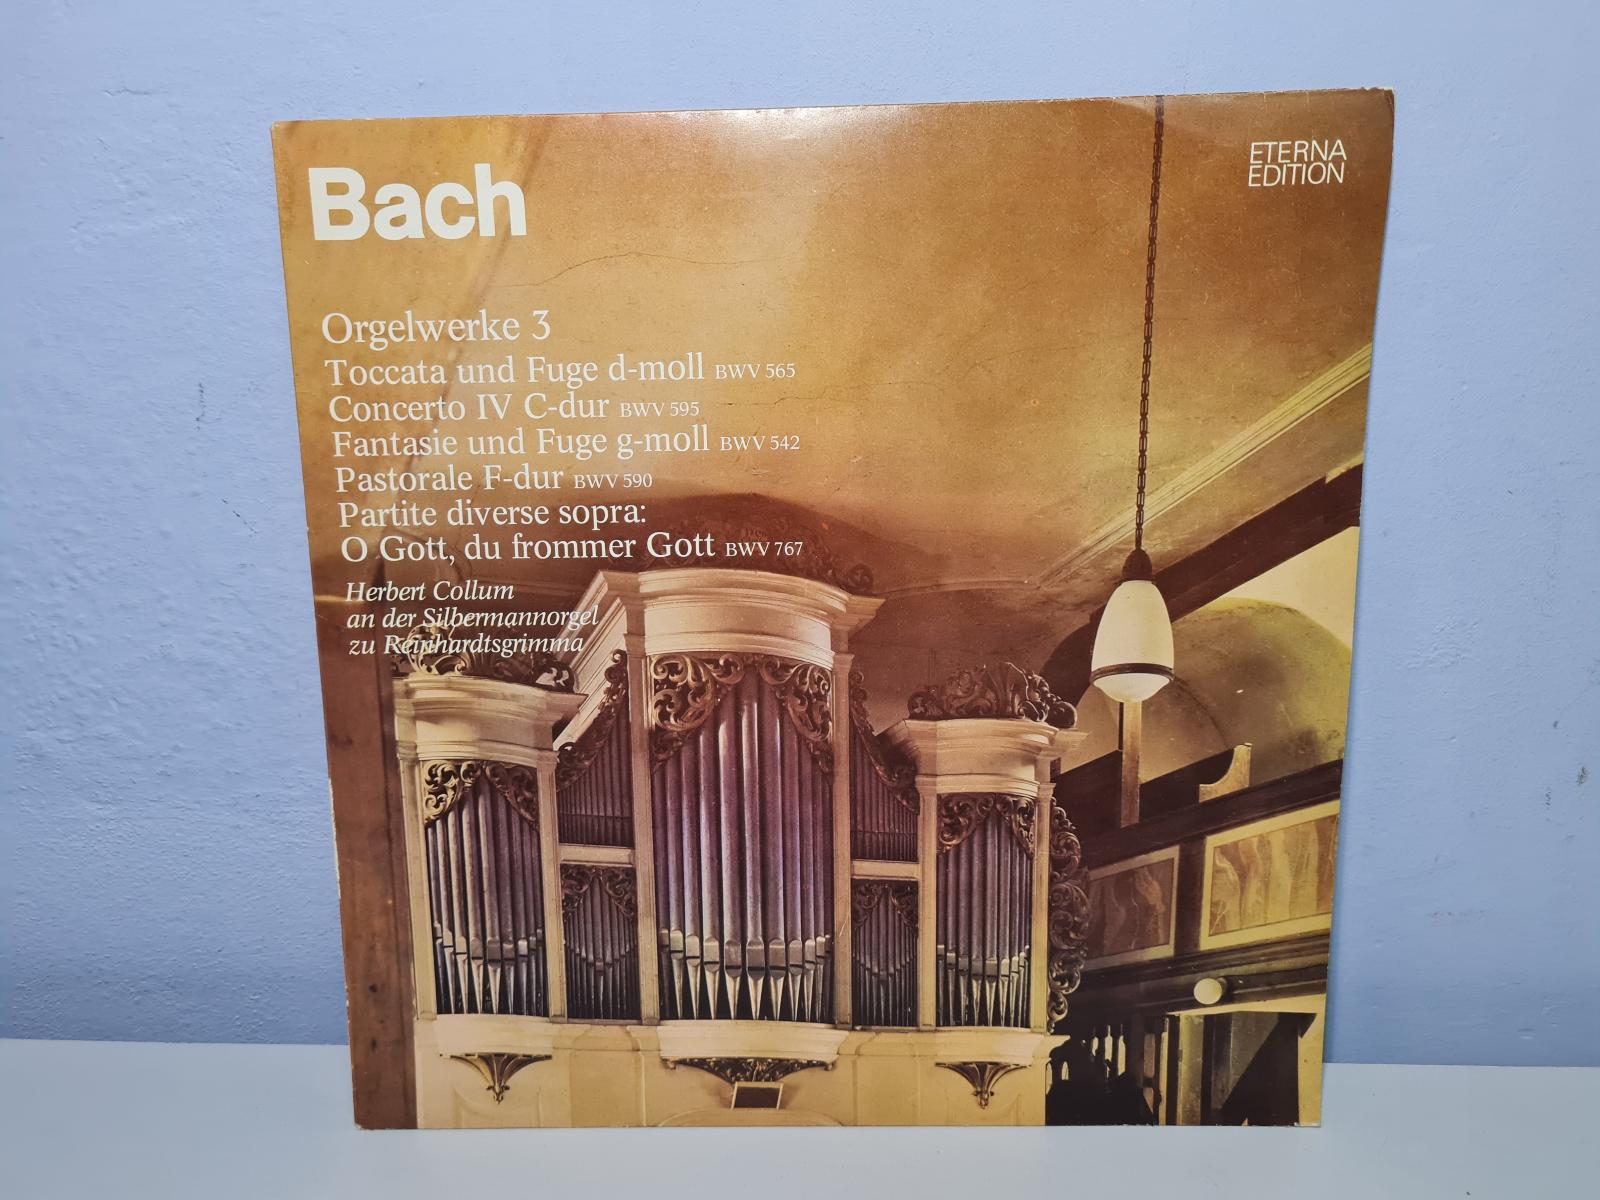 Bach
ETERNA
EDITION
Orgelwerke 3
Toccata und Fuge d-moll BWV 565
Concerto IV C-dur BWV 595
Fantasie und Fuge g-moll BWV 542
Pastorale F-dur BWV 590
Partite diverse sopra:
O Gott, du frommer Gott BWV 767
Herbert Collum
an der Silbermannorgel
zu Reinhardtsgrimma